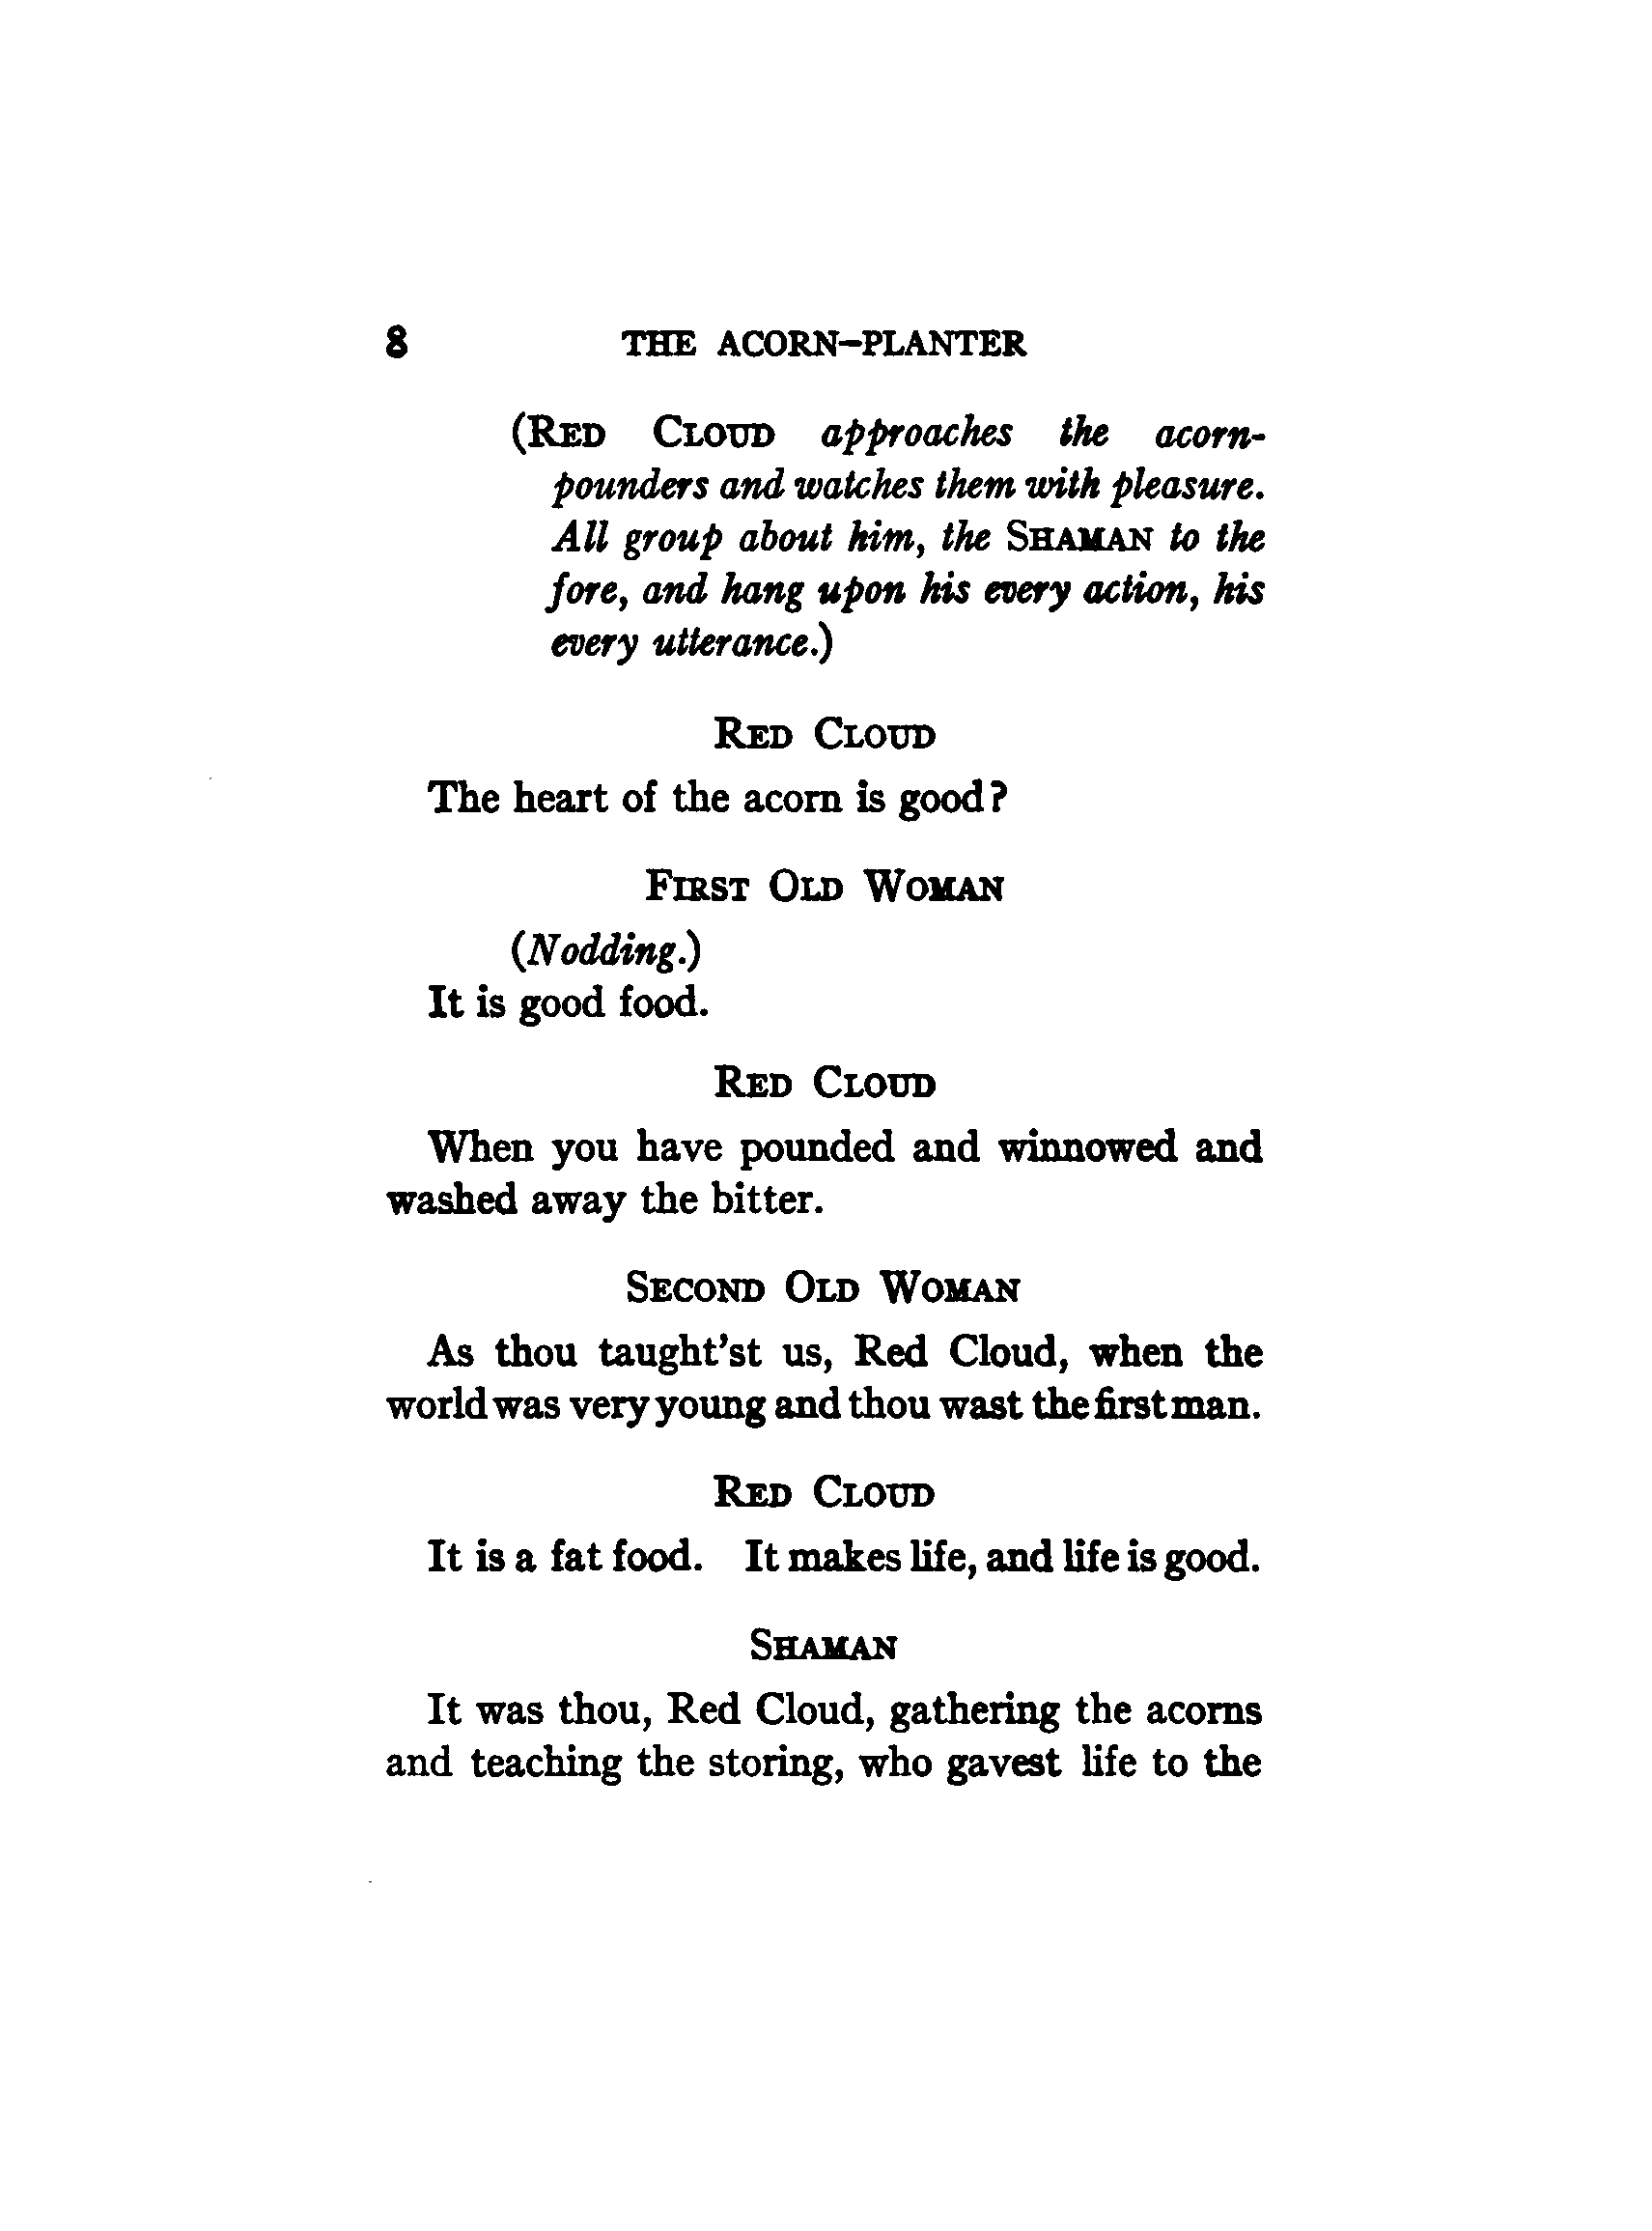 8 THE ACORN-PLANTER
(RED CLOUD approaches the acorn-
pounders and watches them with pleasure.
All group about him, the SHAMAN to the
fore, and hang upon his every action, his
every utterance.)
RED CLOUD
The heart of the acorn is good?
FIRST OLD WOMAN
(Nodding.)
It is good food.
RED CLOUD
When you have pounded and winnowed and
washed away the bitter.
SECOND OLD WOMAN
As thou taught'st us, Red Cloud, when the
world was very young and thou wast the first man.
RED CLOUD
It is a fat food. It makes life, and life is good.
SHAMAN
It was thou, Red Cloud, gathering the acorns
and teaching the storing, who gavest life to the